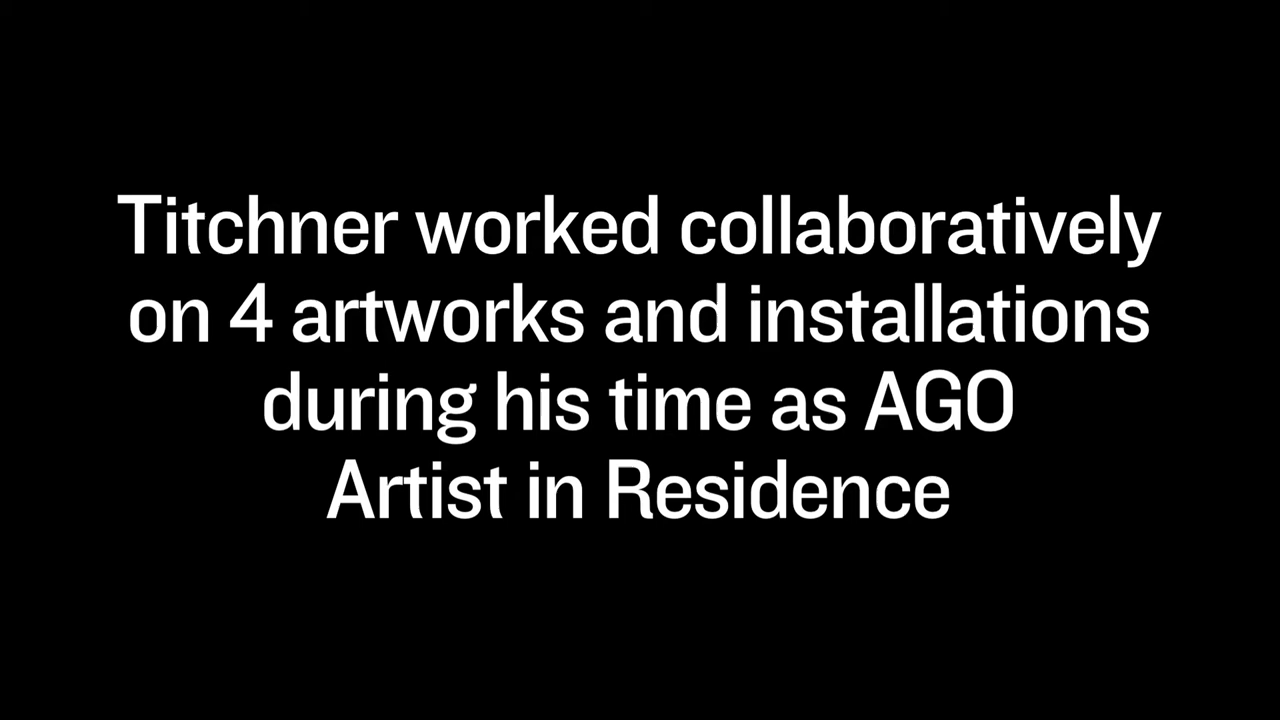 Titchner worked collaboratively
on 4 artworks and installations
during his time as AGO
Artist in Residence